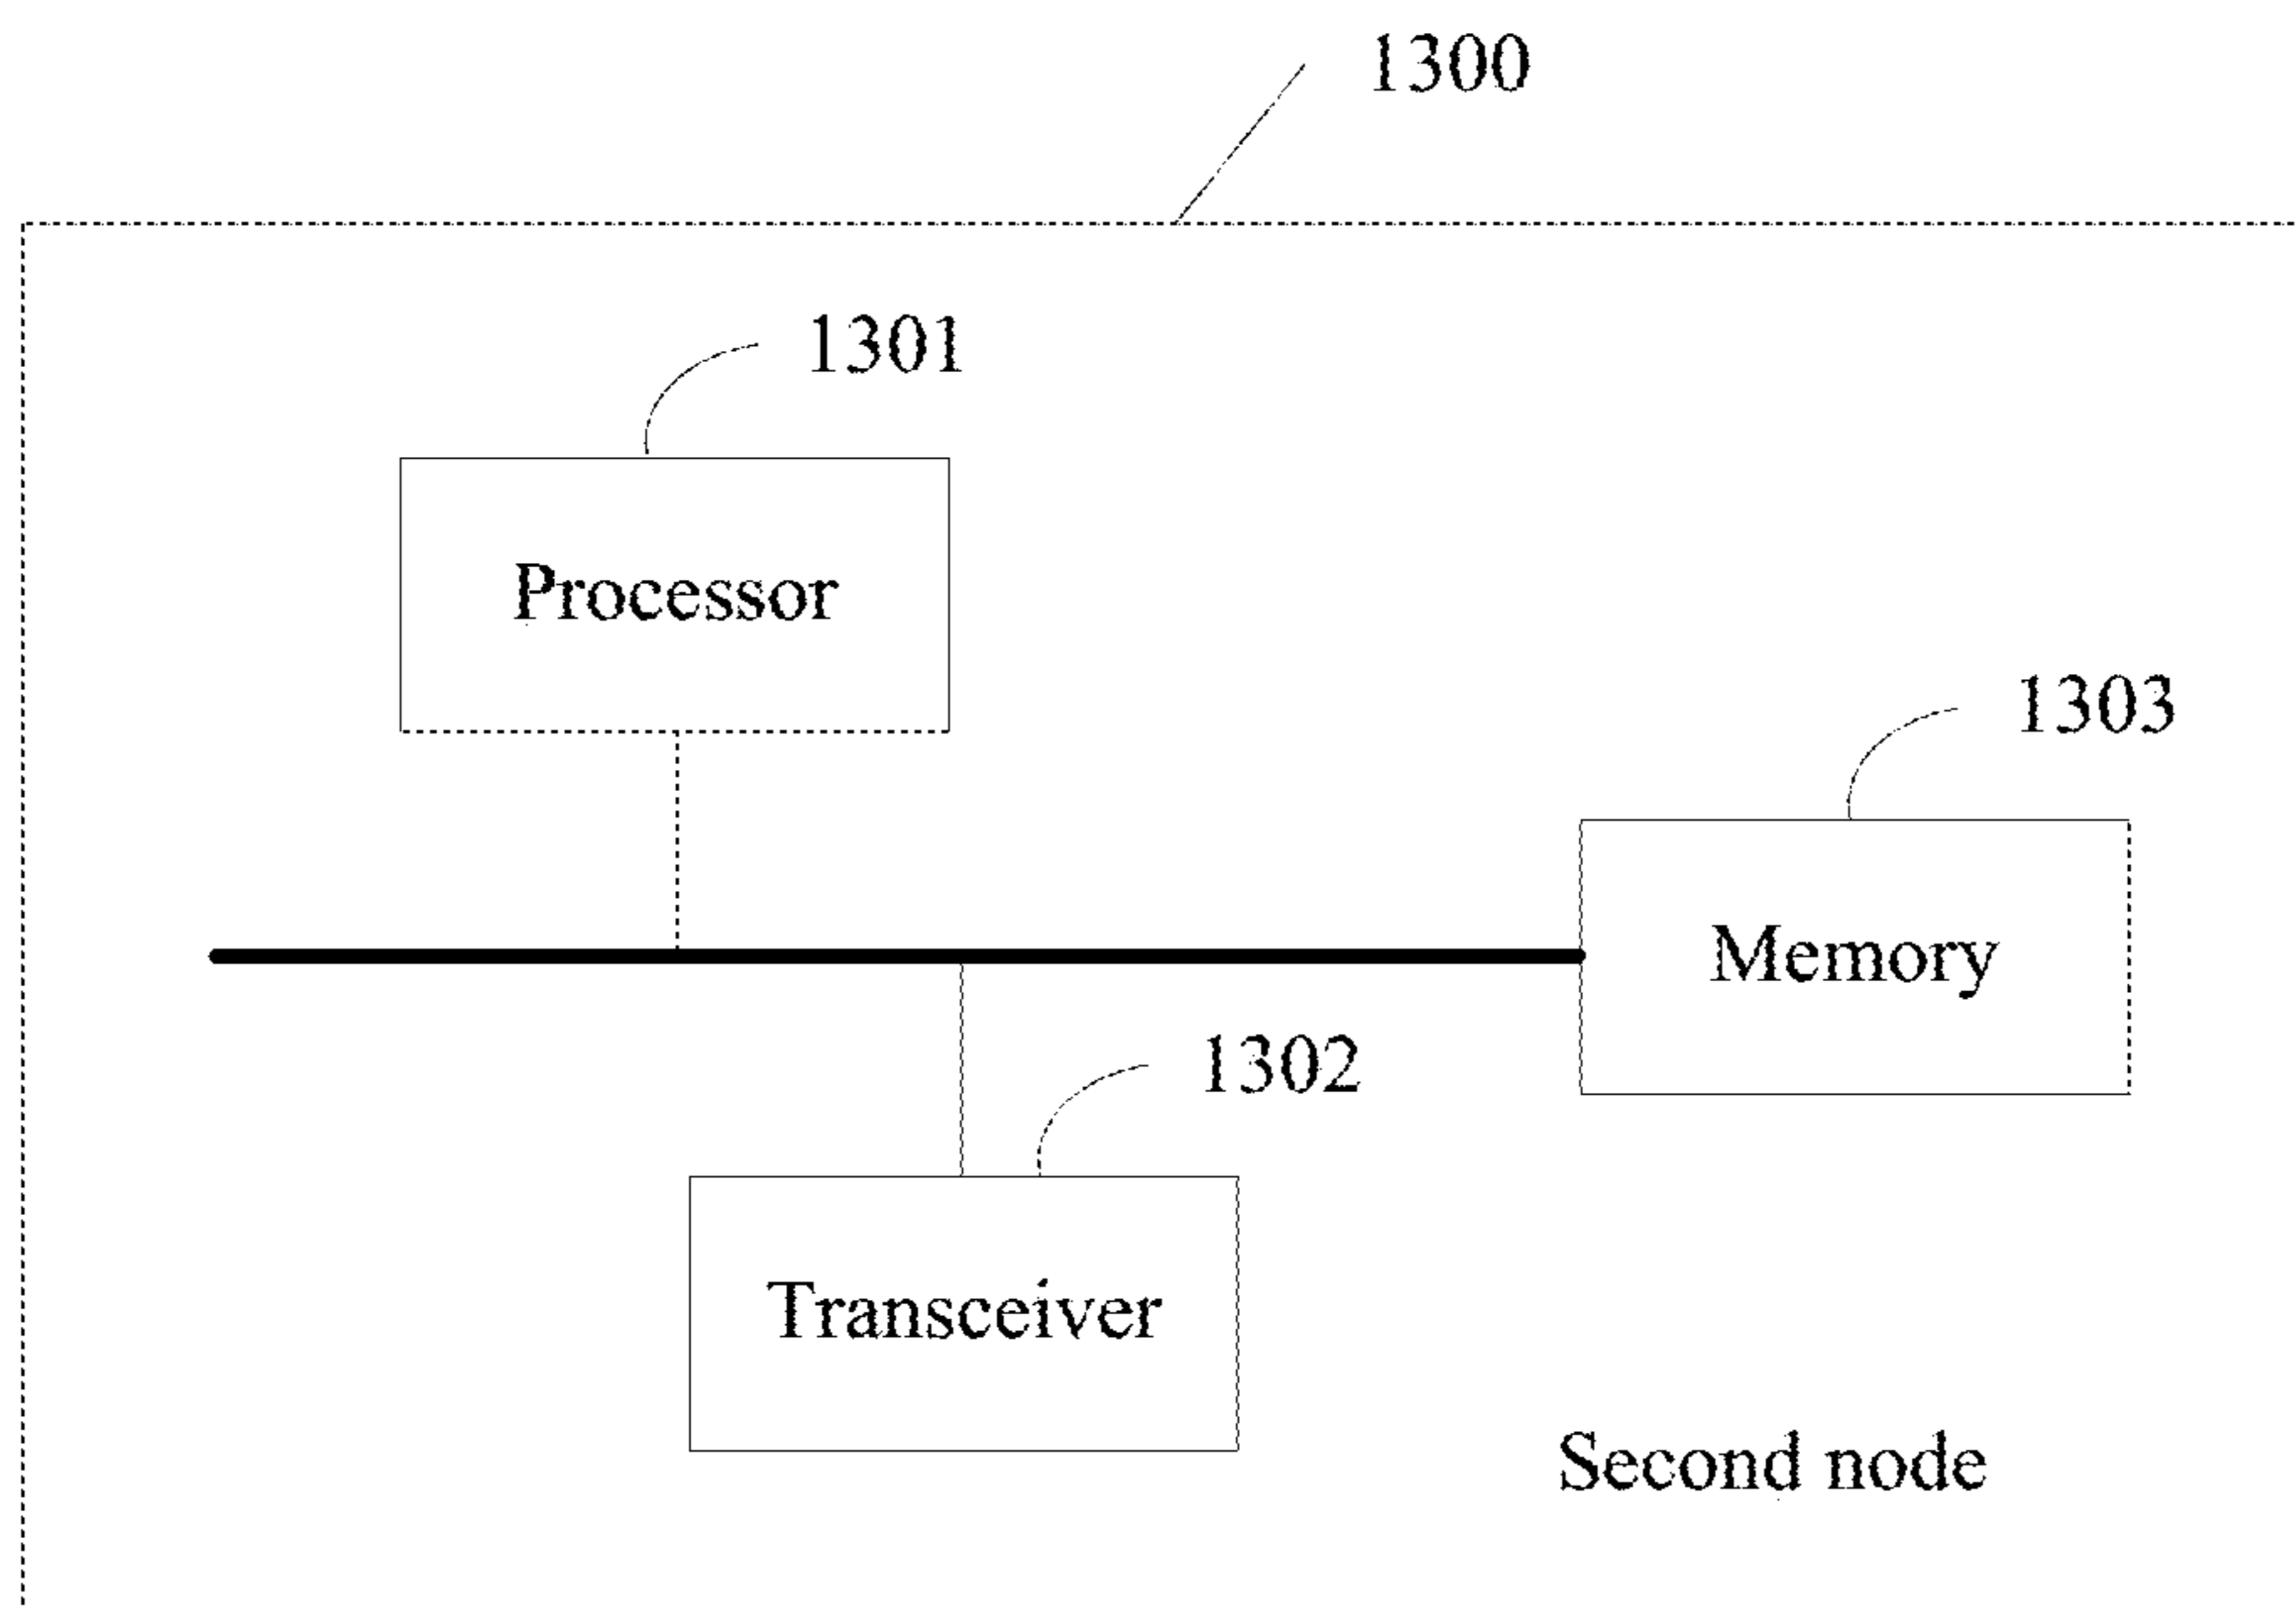 1300
1301
Processor
1303
Memory
1302
Transceiver
Second node